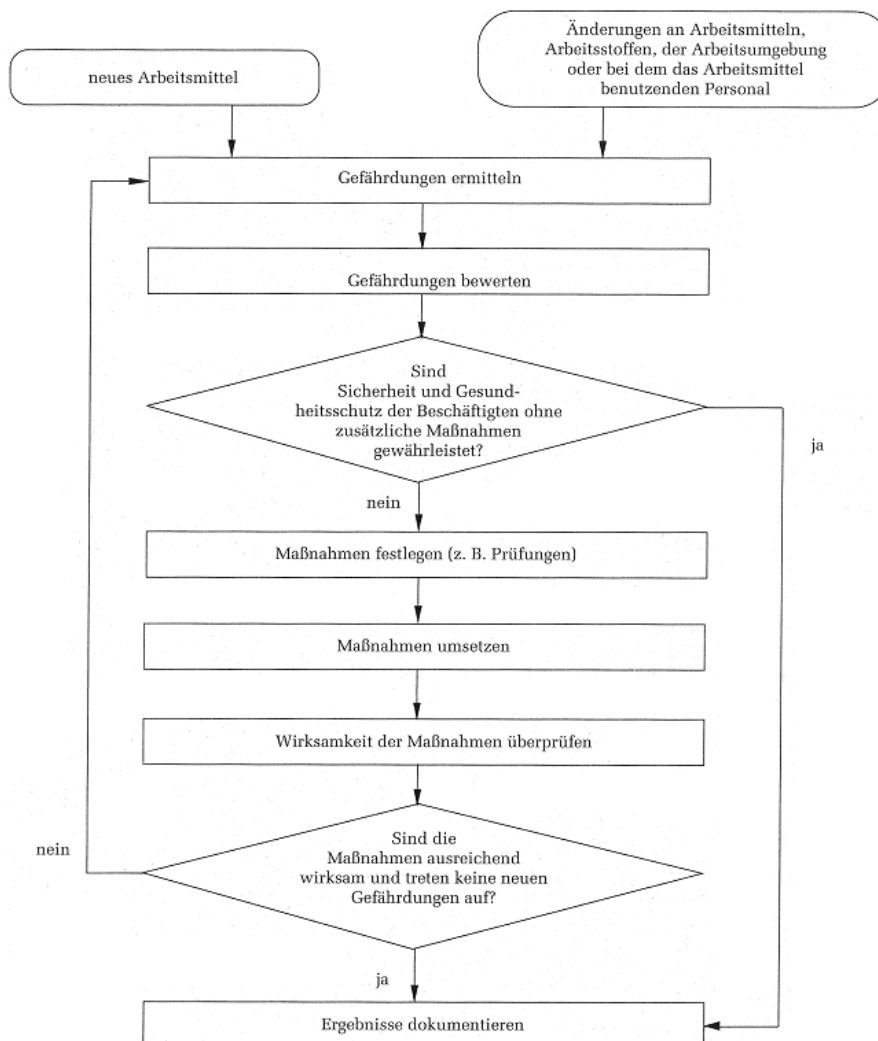 neues Arbeitsmittel
Änderungen an Arbeitsmitteln,
Arbeitsstoffen, der Arbeitsumgebung
oder bei dem das Arbeitsmittel
benutzenden Personal
Gefährdungen ermitteln
Gefährdungen bewerten
Sind
Sicherheit und Gesund-
heitsschutz der Beschäftigten ohne
zusätzliche Maßnahmen
gewährleistet?
ja
nein
Maßnahmen festlegen (z. B. Prüfungen)
Maßnahmen umsetzen
Wirksamkeit der Maßnahmen überprüfen
nein
Sind die
Maßnahmen ausreichend
wirksam und treten keine neuen
Gefährdungen auf?
ja
Ergebnisse dokumentieren